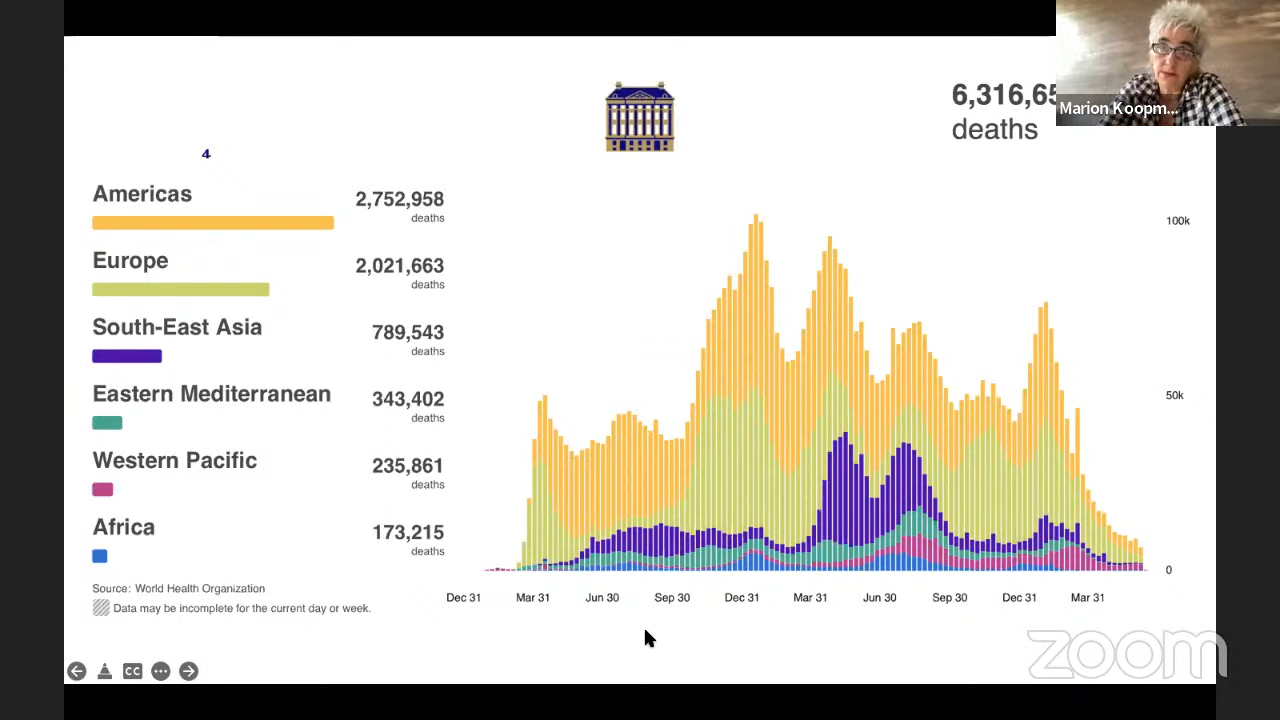 6,316,65
deaths
Marion Koopm...
4
Americas
2,752,958
deaths
Europe
2,021,663
deaths
South-East Asia
789,543
deaths
Eastern Mediterranean
343,402
deaths
Western Pacific
235,861
deaths
Africa
173,215
deaths
Source: World Health Organization
Data may be incomplete for the current day or week.
100k
50k
0
Dec 31 Mar 31 Jun 30 Sep 30 Dec 31 Mar 31 Jun 30 Sep 30 Dec 31 Mar 31
CC
zoom